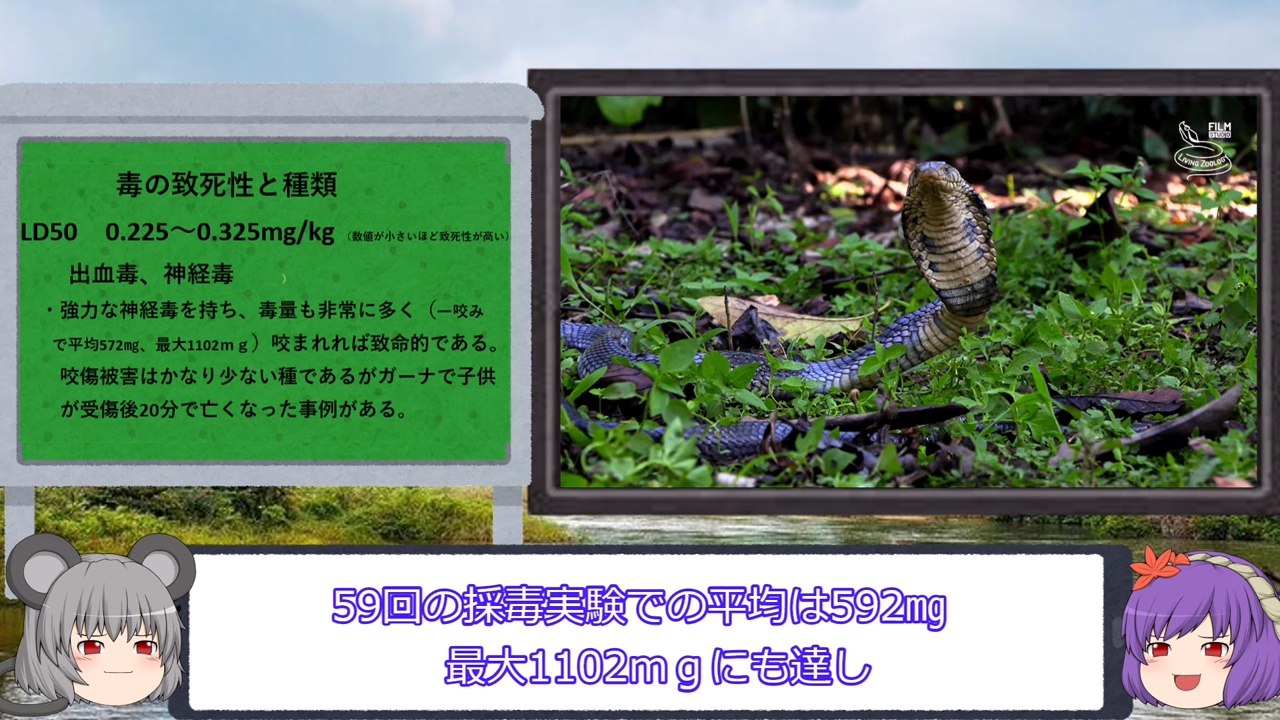 毒の致死性と種類
LD50 0.225～0.325mg/kg （数値が小さいほど致死性が高い）
出血毒、神経毒
・強力な神経毒を持ち、毒量も非常に多く（一咬み
で平均572㎎、最大1102ｍｇ）咬まれれば致命的である。
咬傷被害はかなり少ない種であるがガーナで子供
が受傷後20分で亡くなった事例がある。
FILM
STUDIO
LIVING ZOOLOGY
59回の採毒実験での平均は592㎎
最大1102ｍｇにも達し